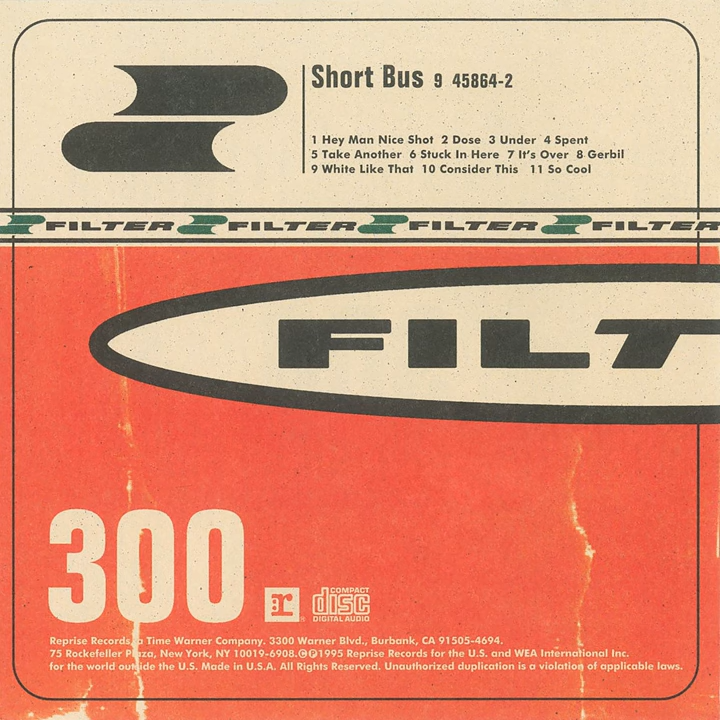 Short Bus 9 45864-2
1 Hey Man Nice Shot 2 Dose 3 Under 4 Spent
5 Take Another 6 Stuck In Here 7 It's Over 8 Gerbil
9 White Like That 10 Consider This 11 So Cool
FILTER FILTER FILTER FILTER
FILT
300
r ® COMPACT disc DIGITAL AUDIO
Reprise Records, a Time Warner Company. 3300 Warner Blvd., Burbank, CA 91505-4694.
75 Rockefeller Plaza, New York, NY 10019-6908.©℗1995 Reprise Records for the U.S. and WEA International Inc.
for the world outside the U.S. Made in U.S.A. All Rights Reserved. Unauthorized duplication is a violation of applicable laws.